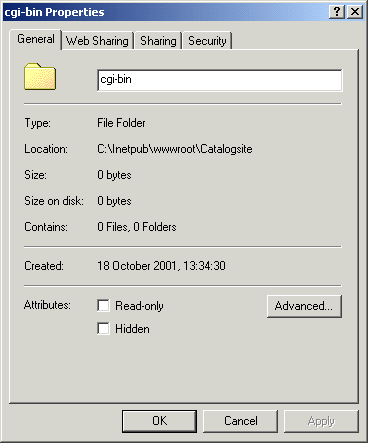 cgi-bin Properties
General Web Sharing Sharing Security
cgi-bin
Type: File Folder
Location: C:\Inetpub\wwwroot\Catalogsite
Size: 0 bytes
Size on disk: 0 bytes
Contains: 0 Files, 0 Folders
Created: 18 October 2001, 13:34:30
Attributes: Read-only Advanced...
Hidden
OK Cancel Apply